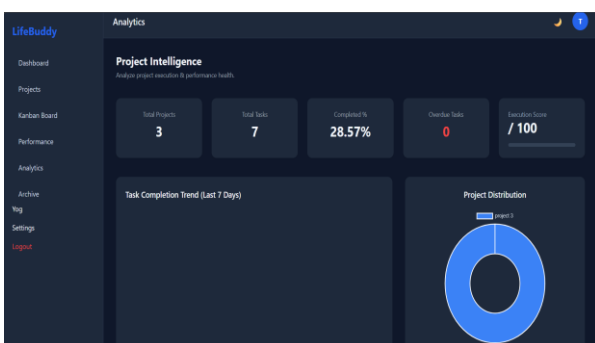 LifeBuddy
Dashboard
Projects
Kanban Board
Performance
Analytics
Archive
Yog
Settings
Logout
Analytics
T
Project Intelligence
Analyze project execution & performance health.
Total Projects
3
Total Tasks
7
Completed %
28.57%
Overdue Tasks
0
Execution Score
/ 100
Task Completion Trend (Last 7 Days)
Project Distribution
project 3